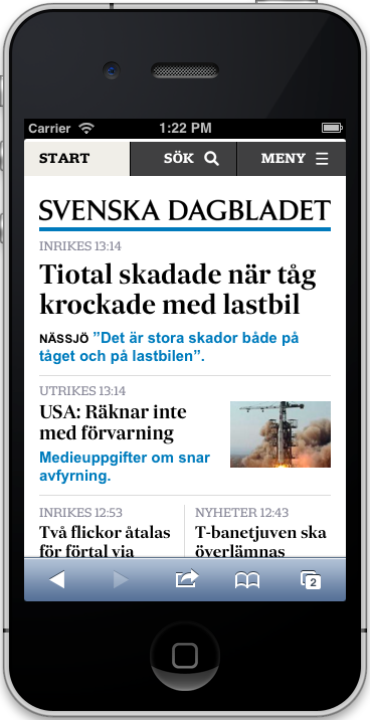 Carrier 1:22 PM
START SÖK MENY
SVENSKA DAGBLADET
INRIKES 13:14
Tiotal skadade när tåg
krockade med lastbil
NÄSSJÖ ”Det är stora skador både på
tåget och på lastbilen”.
UTRIKES 13:14
USA: Räknar inte
med förvarning
Medieuppgifter om snar
avfyrning.
INRIKES 12:53
Två flickor åtalas
för förtal via
NYHETER 12:43
T-banetjuven ska
överlämnas
2